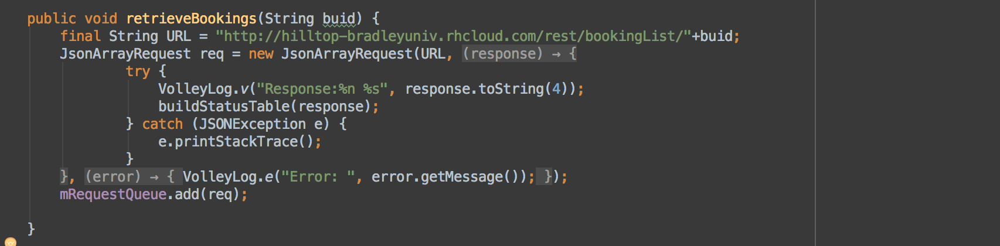 public void retrieveBookings(String buid) {
final String URL = "http://hilltop-bradleyuniv.rhcloud.com/rest/bookingList/"+buid;
JsonArrayRequest req = new JsonArrayRequest(URL, (response) → {
try {
VolleyLog.v("Response:%n %s", response.toString(4));
buildStatusTable(response);
} catch (JSONException e) {
e.printStackTrace();
}
}, (error) → { VolleyLog.e("Error: ", error.getMessage()); });
mRequestQueue.add(req);
}